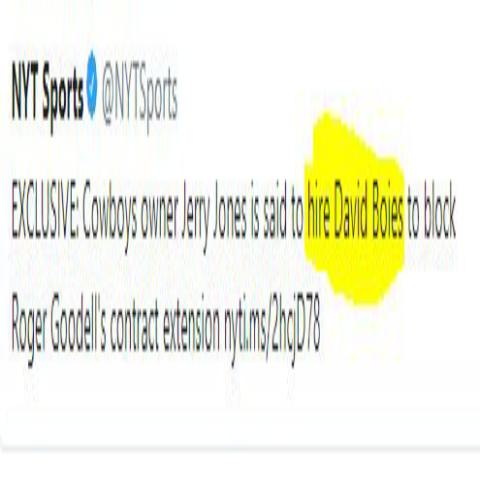 NYT Sports @NYTSports
EXCLUSIVE: Cowboys owner Jerry Jones is said to hire David Boies to block
Roger Goodell's contract extension nyti.ms/2hcjD78